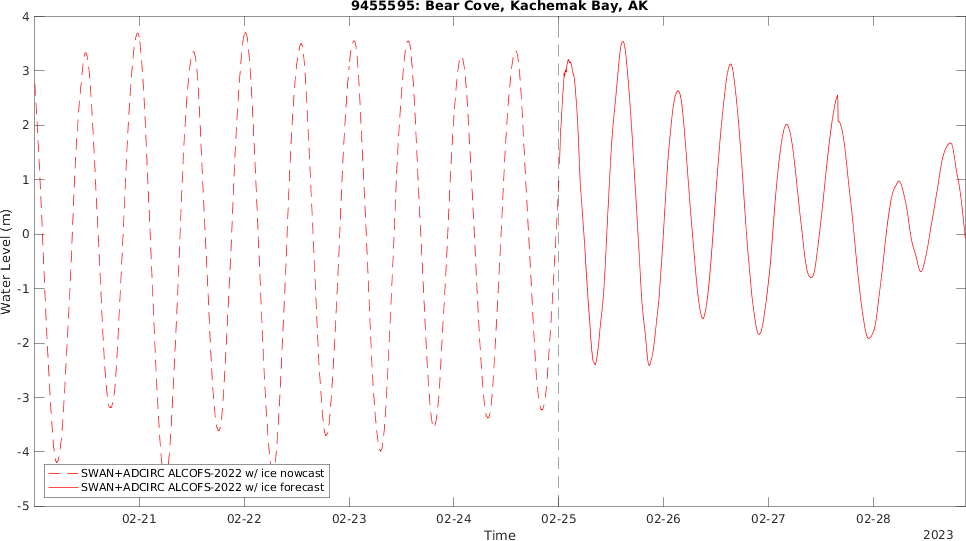 9455595: Bear Cove, Kachemak Bay, AK
4
3
2
1
0
-1
-2
-3
-4
-5
Water Level (m)
SWAN+ADCIRC ALCOFS-2022 w/ ice nowcast
SWAN+ADCIRC ALCOFS-2022 w/ ice forecast
02-21 02-22 02-23 02-24 02-25 02-26 02-27 02-28
Time
2023